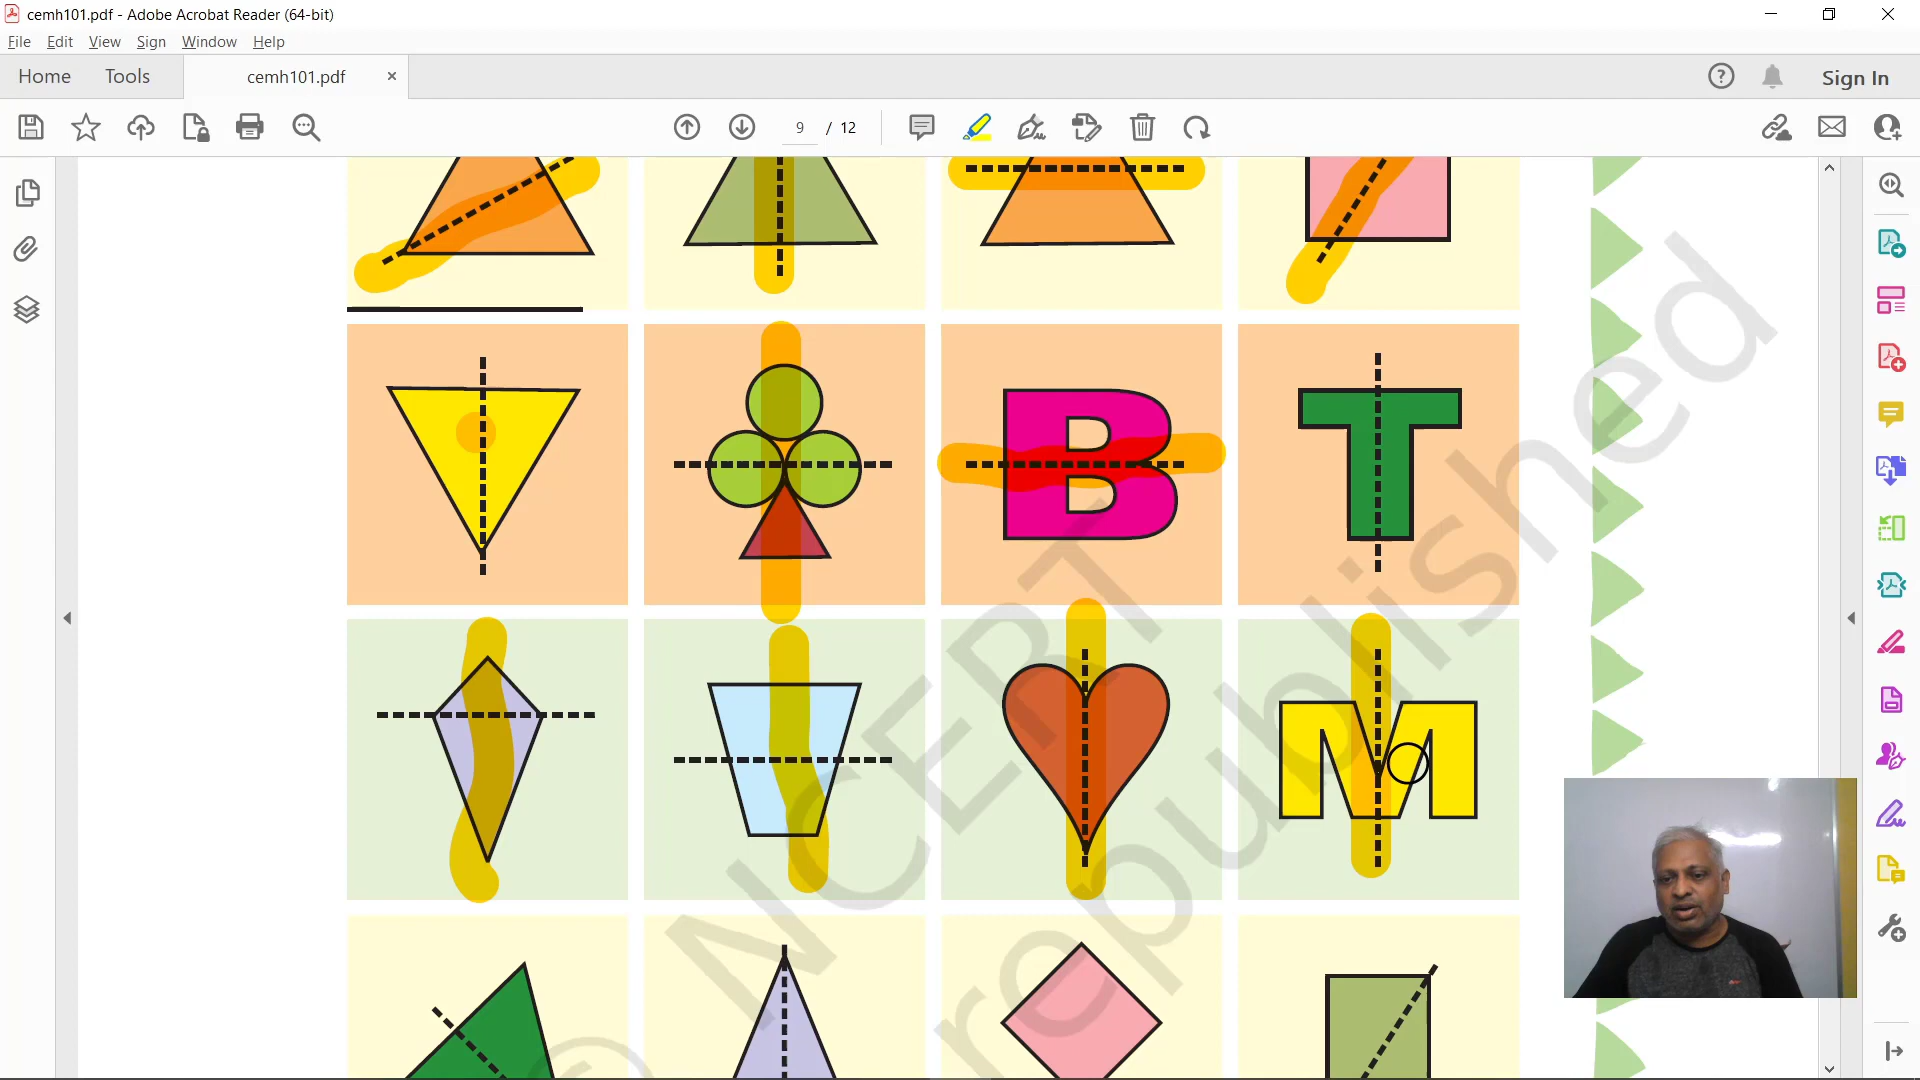 cemh101.pdf - Adobe Acrobat Reader (64-bit)
File Edit View Sign Window Help
Home Tools cemh101.pdf × Sign In
9 / 12
B T
M
© NCERT
republished